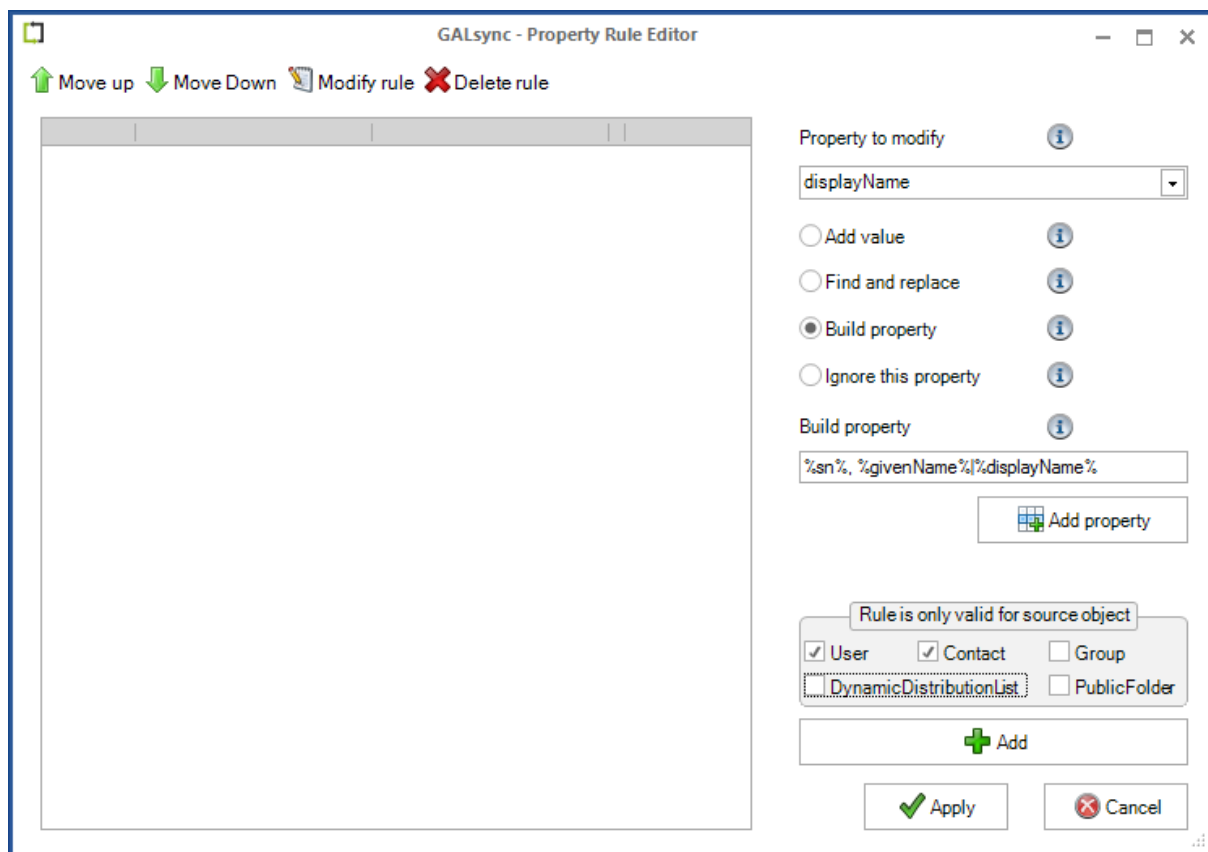 GALsync - Property Rule Editor
Move up Move Down Modify rule Delete rule
Property to modify
displayName
Add value
Find and replace
Build property
Ignore this property
Build property
%sn%, %givenName%|%displayName%
Add property
Rule is only valid for source object
User Contact Group
DynamicDistributionList PublicFolder
Add
Apply Cancel